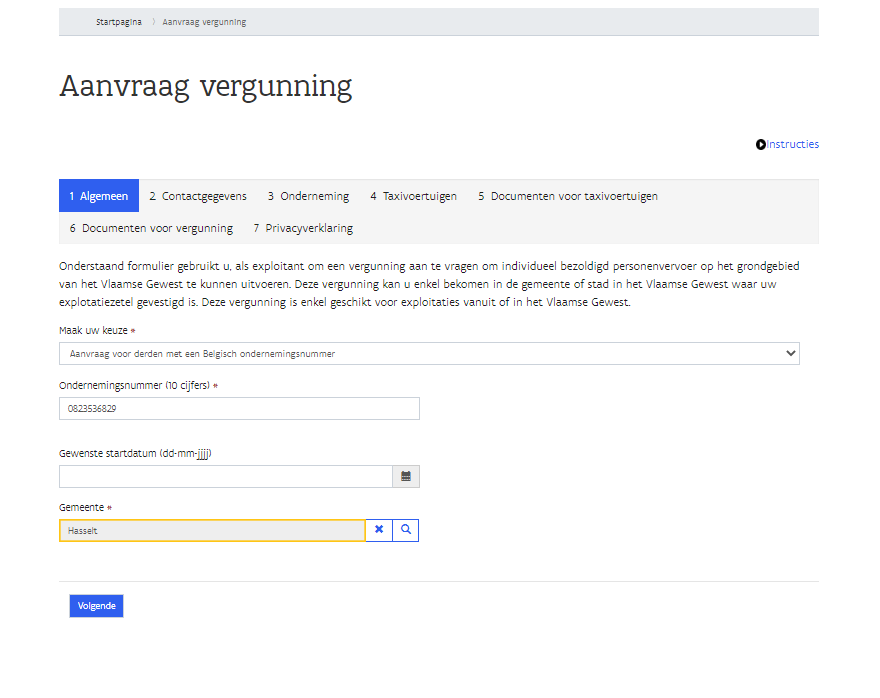 Startpagina > Aanvraag vergunning
Aanvraag vergunning
Instructies
1 Algemeen 2 Contactgegevens 3 Onderneming 4 Taxivoertuigen 5 Documenten voor taxivoertuigen
6 Documenten voor vergunning 7 Privacyverklaring
Onderstaand formulier gebruikt u, als exploitant om een vergunning aan te vragen om individueel bezoldigd personenvervoer op het grondgebied
van het Vlaamse Gewest te kunnen uitvoeren. Deze vergunning kan u enkel bekomen in de gemeente of stad in het Vlaamse Gewest waar uw
explotatiezetel gevestigd is. Deze vergunning is enkel geschikt voor exploitaties vanuit of in het Vlaamse Gewest.
Maak uw keuze *
Aanvraag voor derden met een Belgisch ondernemingsnummer
Ondernemingsnummer (10 cijfers) *
0823536829
Gewenste startdatum (dd-mm-jjjj)
Gemeente *
Hasselt
Volgende